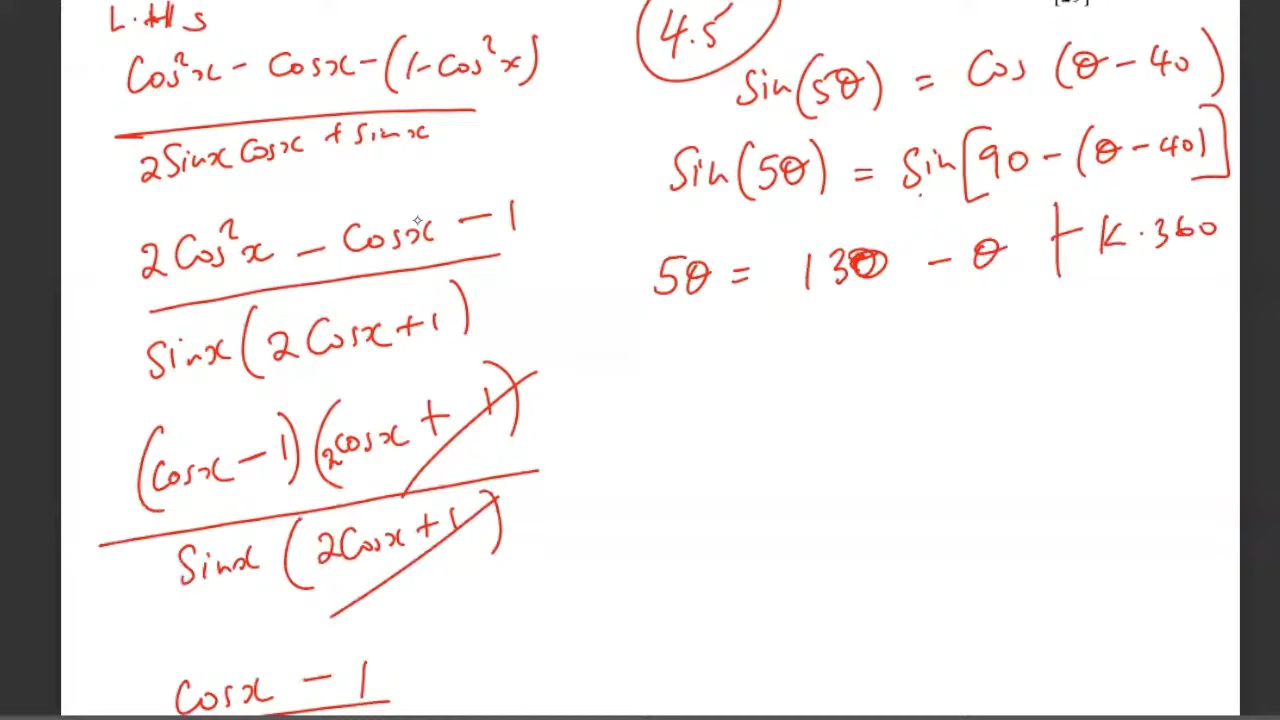 L.H.S
Cos²x - Cosx - (1 - Cos²x)
2Sinx Cosx + Sinx
2Cos²x - Cosx - 1
Sinx (2Cosx + 1)
(Cosx - 1)(2Cosx + 1)
Sinx (2Cosx + 1)
Cosx - 1
4.5
Sin(5θ) = Cos (θ - 40)
Sin(5θ) = Sin[90 - (θ - 40)]
5θ = 130 - θ + K.360